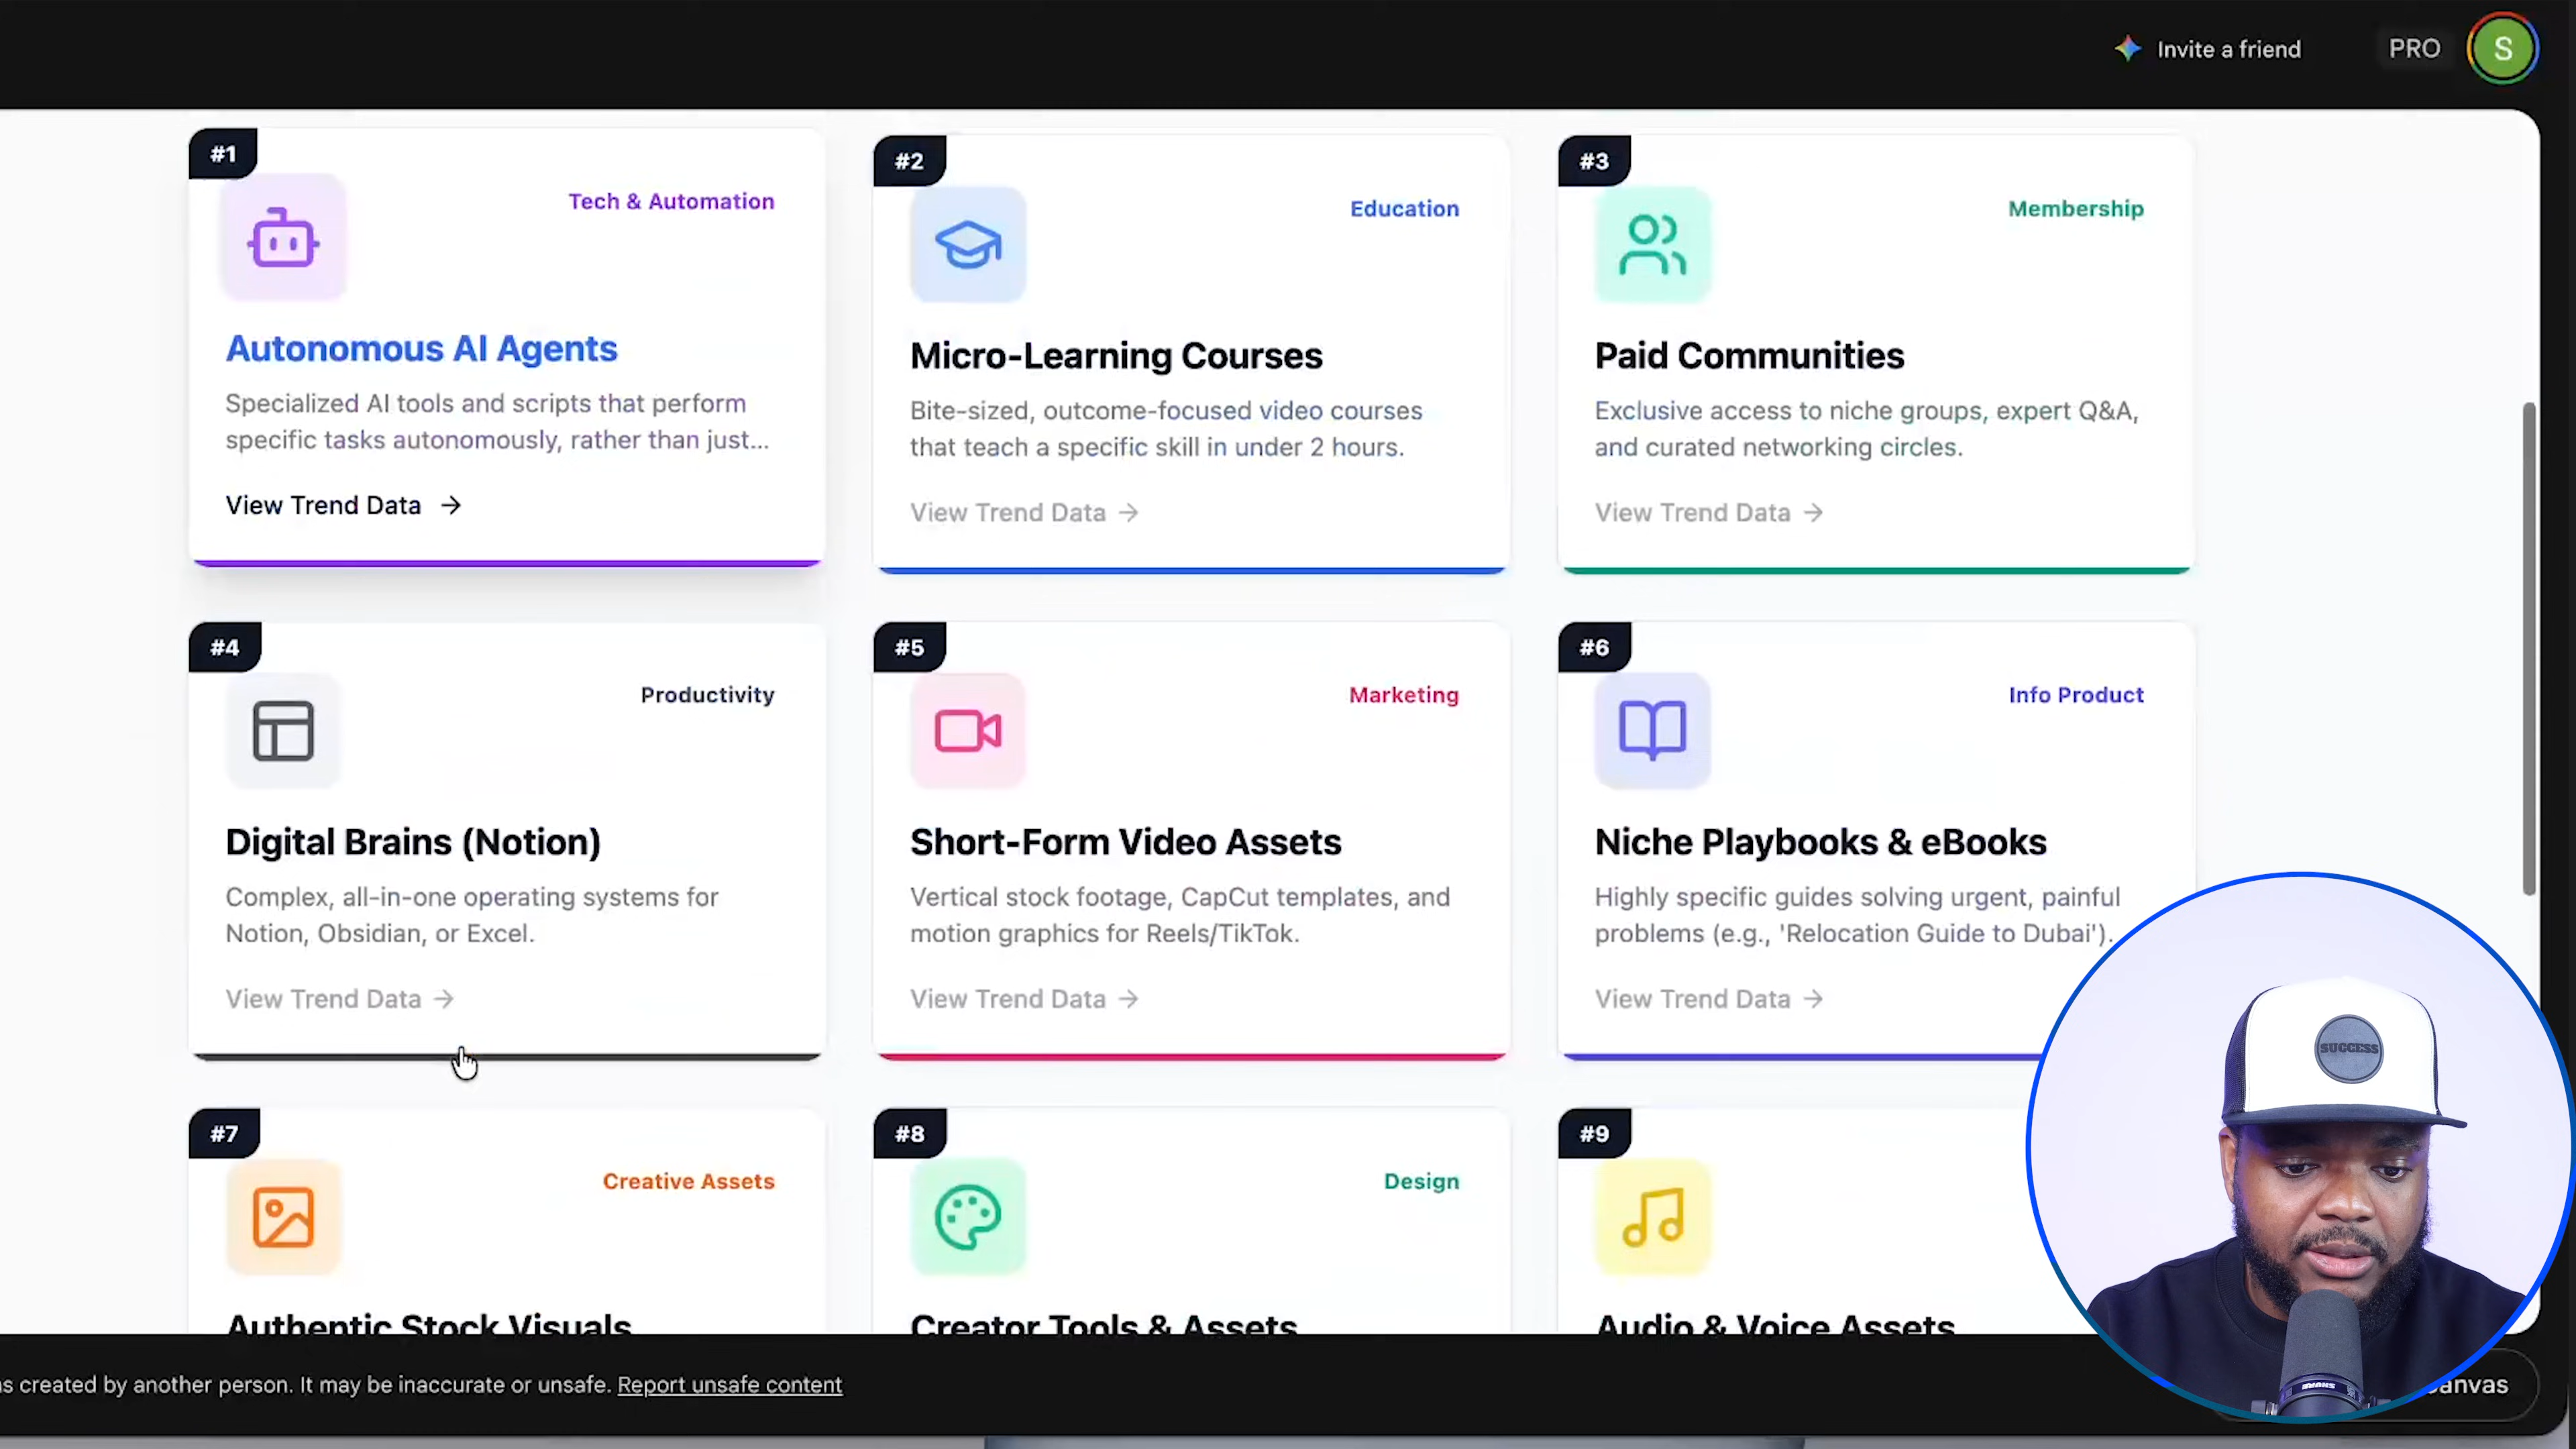 Invite a friend
PRO
S
#1
Tech & Automation
Autonomous AI Agents
Specialized AI tools and scripts that perform
specific tasks autonomously, rather than just...
View Trend Data →
#2
Education
Micro-Learning Courses
Bite-sized, outcome-focused video courses
that teach a specific skill in under 2 hours.
View Trend Data →
#3
Membership
Paid Communities
Exclusive access to niche groups, expert Q&A,
and curated networking circles.
View Trend Data →
#4
Productivity
Digital Brains (Notion)
Complex, all-in-one operating systems for
Notion, Obsidian, or Excel.
View Trend Data →
#5
Marketing
Short-Form Video Assets
Vertical stock footage, CapCut templates, and
motion graphics for Reels/TikTok.
View Trend Data →
#6
Info Product
Niche Playbooks & eBooks
Highly specific guides solving urgent, painful
problems (e.g., 'Relocation Guide to Dubai').
View Trend Data →
#7
Creative Assets
Authentic Stock Visuals
#8
Design
Creator Tools & Assets
#9
Audio & Voice Assets
SUCCESS
s created by another person. It may be inaccurate or unsafe. Report unsafe content
anvas